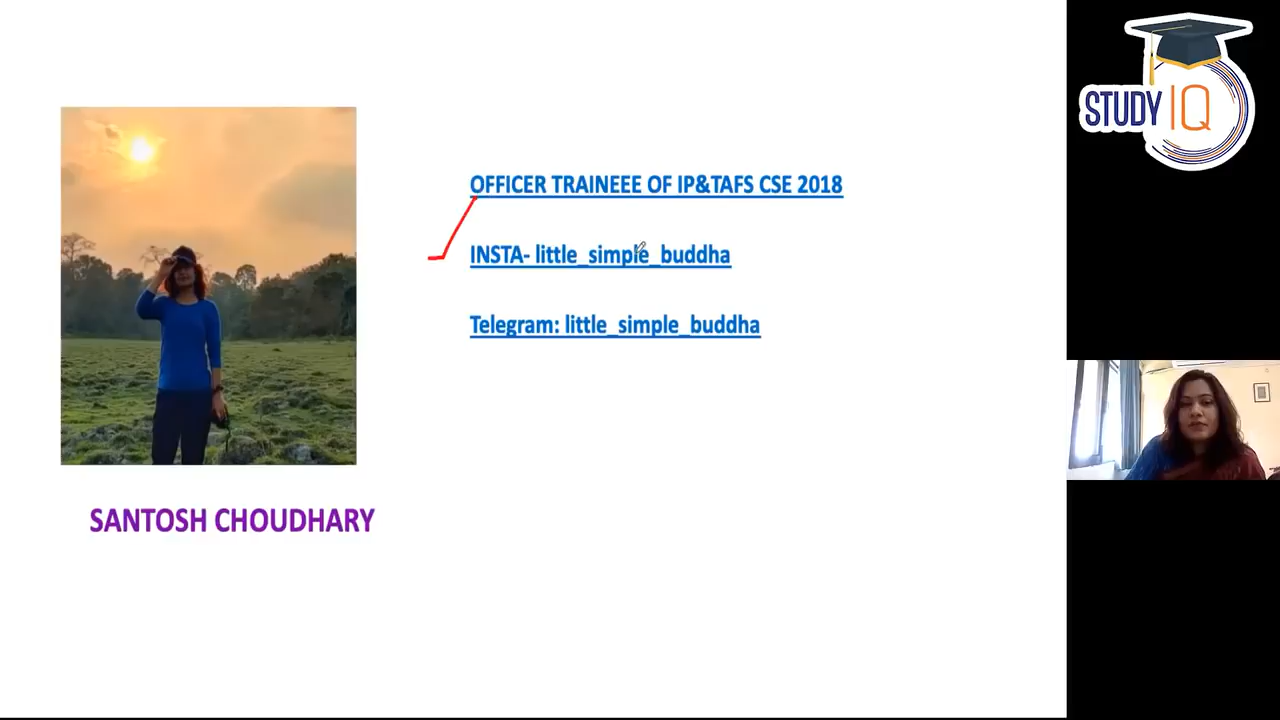 STUDY IQ
OFFICER TRAINEEE OF IP&TAFS CSE 2018
INSTA- little_simple_buddha
Telegram: little_simple_buddha
SANTOSH CHOUDHARY